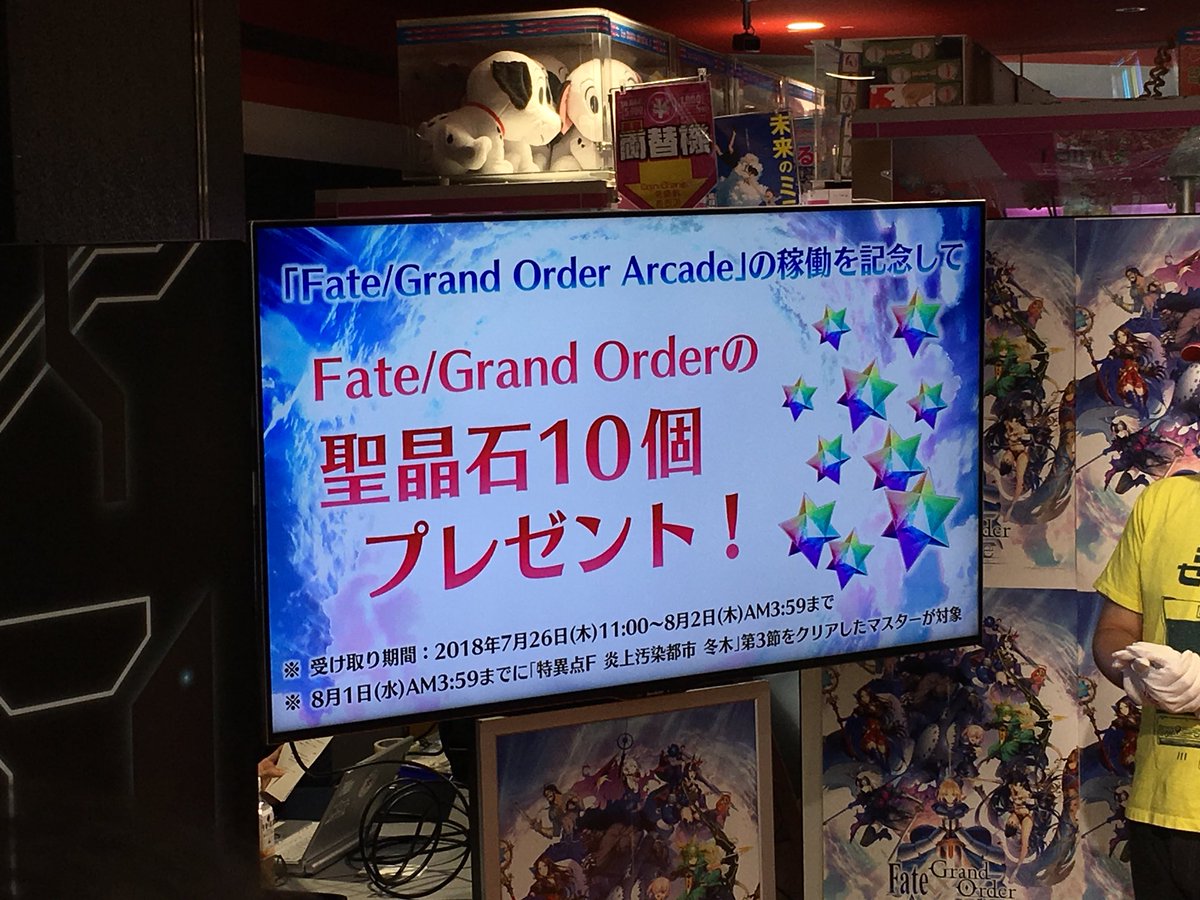 両替機
未来のミ
「Fate/Grand Order Arcade」の稼働を記念して
Fate/Grand Orderの
聖晶石10個
プレゼント！
※ 受け取り期間：2018年7月26日(木)11:00～8月2日(木)AM3:59まで
※ 8月1日(水)AM3:59までに「特異点F 炎上汚染都市 冬木」第3節をクリアしたマスターが対象
Order
Fate Grand Order